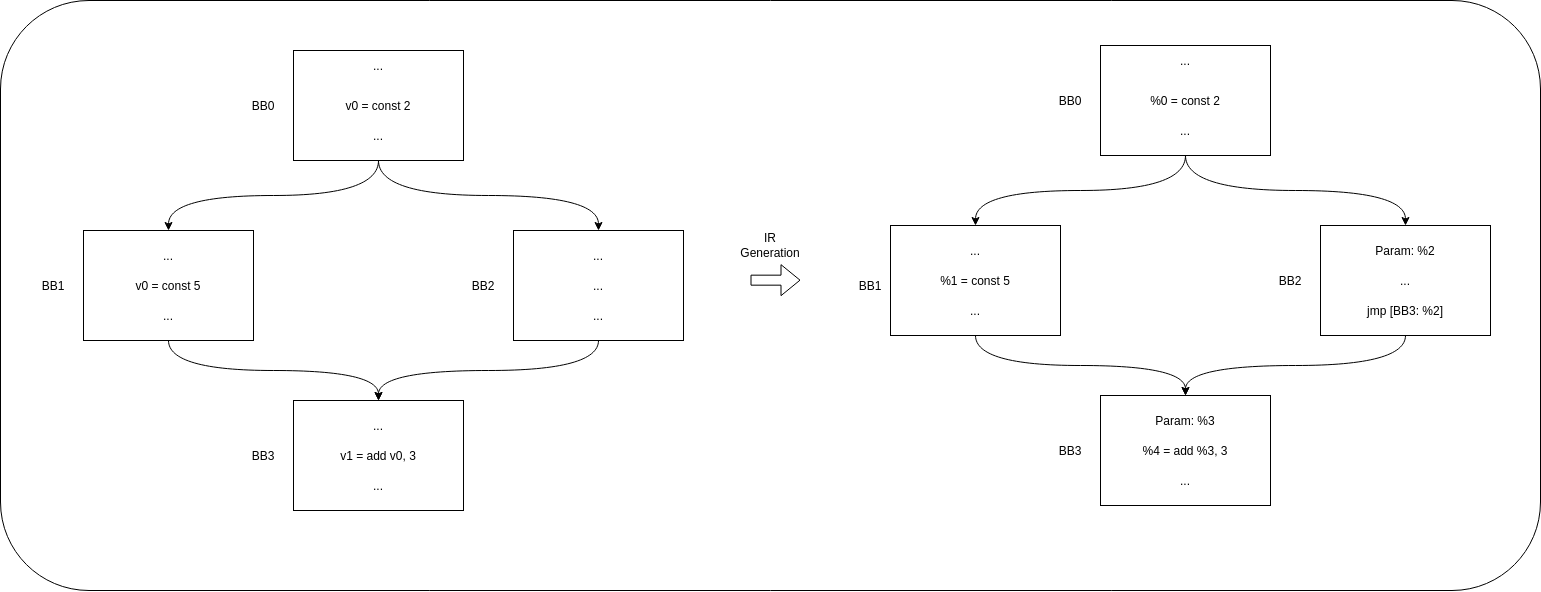 ...
BB0
v0 = const 2
...
...
BB1
v0 = const 5
...
...
BB2
...
...
...
BB3
v1 = add v0, 3
...
IR
Generation
...
BB0
%0 = const 2
...
...
BB1
%1 = const 5
...
Param: %2
BB2
...
jmp [BB3: %2]
Param: %3
BB3
%4 = add %3, 3
...